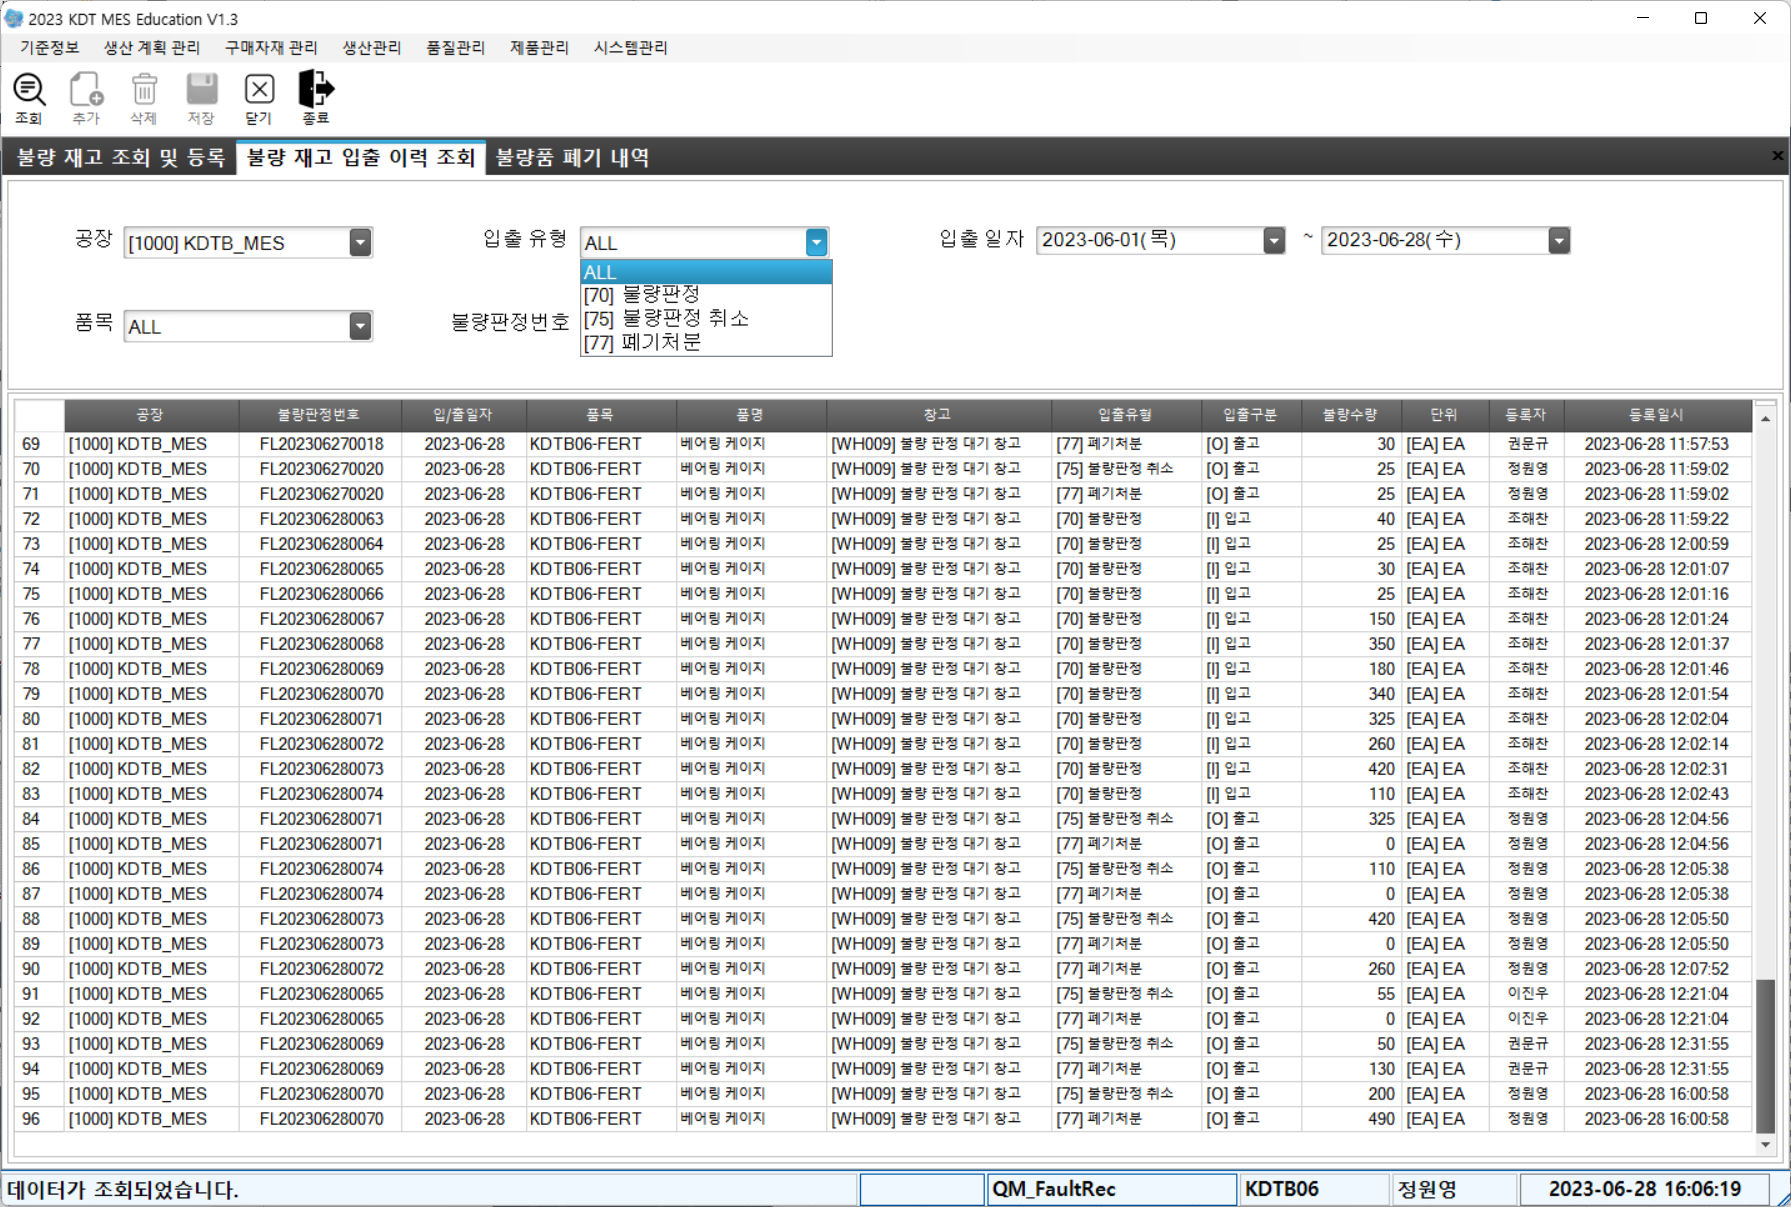 2023 KDT MES Education V1.3
기준정보 생산 계획 관리 구매자재 관리 생산관리 품질관리 제품관리 시스템관리
조회 추가 삭제 저장 닫기 종료
불량 재고 조회 및 등록 불량 재고 입출 이력 조회 불량품 폐기 내역
공장 [1000] KDTB_MES 입출 유형 ALL 입출 일자 2023-06-01(목) ~ 2023-06-28(수)
ALL
[70] 불량판정
품목 ALL 불량판정번호 [75] 불량판정 취소
[77] 폐기처분
공장 불량판정번호 입/출일자 품목 품명 창고 입출유형 입출구분 불량수량 단위 등록자 등록일시
69 [1000] KDTB_MES FL202306270018 2023-06-28 KDTB06-FERT 베어링 케이지 [WH009] 불량 판정 대기 창고 [77] 폐기처분 [O] 출고 30 [EA] EA 권문규 2023-06-28 11:57:53
70 [1000] KDTB_MES FL202306270020 2023-06-28 KDTB06-FERT 베어링 케이지 [WH009] 불량 판정 대기 창고 [75] 불량판정 취소 [O] 출고 25 [EA] EA 정원영 2023-06-28 11:59:02
71 [1000] KDTB_MES FL202306270020 2023-06-28 KDTB06-FERT 베어링 케이지 [WH009] 불량 판정 대기 창고 [77] 폐기처분 [O] 출고 25 [EA] EA 정원영 2023-06-28 11:59:02
72 [1000] KDTB_MES FL202306280063 2023-06-28 KDTB06-FERT 베어링 케이지 [WH009] 불량 판정 대기 창고 [70] 불량판정 [I] 입고 40 [EA] EA 조해찬 2023-06-28 11:59:22
73 [1000] KDTB_MES FL202306280064 2023-06-28 KDTB06-FERT 베어링 케이지 [WH009] 불량 판정 대기 창고 [70] 불량판정 [I] 입고 25 [EA] EA 조해찬 2023-06-28 12:00:59
74 [1000] KDTB_MES FL202306280065 2023-06-28 KDTB06-FERT 베어링 케이지 [WH009] 불량 판정 대기 창고 [70] 불량판정 [I] 입고 30 [EA] EA 조해찬 2023-06-28 12:01:07
75 [1000] KDTB_MES FL202306280066 2023-06-28 KDTB06-FERT 베어링 케이지 [WH009] 불량 판정 대기 창고 [70] 불량판정 [I] 입고 25 [EA] EA 조해찬 2023-06-28 12:01:16
76 [1000] KDTB_MES FL202306280067 2023-06-28 KDTB06-FERT 베어링 케이지 [WH009] 불량 판정 대기 창고 [70] 불량판정 [I] 입고 150 [EA] EA 조해찬 2023-06-28 12:01:24
77 [1000] KDTB_MES FL202306280068 2023-06-28 KDTB06-FERT 베어링 케이지 [WH009] 불량 판정 대기 창고 [70] 불량판정 [I] 입고 350 [EA] EA 조해찬 2023-06-28 12:01:37
78 [1000] KDTB_MES FL202306280069 2023-06-28 KDTB06-FERT 베어링 케이지 [WH009] 불량 판정 대기 창고 [70] 불량판정 [I] 입고 180 [EA] EA 조해찬 2023-06-28 12:01:46
79 [1000] KDTB_MES FL202306280070 2023-06-28 KDTB06-FERT 베어링 케이지 [WH009] 불량 판정 대기 창고 [70] 불량판정 [I] 입고 340 [EA] EA 조해찬 2023-06-28 12:01:54
80 [1000] KDTB_MES FL202306280071 2023-06-28 KDTB06-FERT 베어링 케이지 [WH009] 불량 판정 대기 창고 [70] 불량판정 [I] 입고 325 [EA] EA 조해찬 2023-06-28 12:02:04
81 [1000] KDTB_MES FL202306280072 2023-06-28 KDTB06-FERT 베어링 케이지 [WH009] 불량 판정 대기 창고 [70] 불량판정 [I] 입고 260 [EA] EA 조해찬 2023-06-28 12:02:14
82 [1000] KDTB_MES FL202306280073 2023-06-28 KDTB06-FERT 베어링 케이지 [WH009] 불량 판정 대기 창고 [70] 불량판정 [I] 입고 420 [EA] EA 조해찬 2023-06-28 12:02:31
83 [1000] KDTB_MES FL202306280074 2023-06-28 KDTB06-FERT 베어링 케이지 [WH009] 불량 판정 대기 창고 [70] 불량판정 [I] 입고 110 [EA] EA 조해찬 2023-06-28 12:02:43
84 [1000] KDTB_MES FL202306280071 2023-06-28 KDTB06-FERT 베어링 케이지 [WH009] 불량 판정 대기 창고 [75] 불량판정 취소 [O] 출고 325 [EA] EA 정원영 2023-06-28 12:04:56
85 [1000] KDTB_MES FL202306280071 2023-06-28 KDTB06-FERT 베어링 케이지 [WH009] 불량 판정 대기 창고 [77] 폐기처분 [O] 출고 0 [EA] EA 정원영 2023-06-28 12:04:56
86 [1000] KDTB_MES FL202306280074 2023-06-28 KDTB06-FERT 베어링 케이지 [WH009] 불량 판정 대기 창고 [75] 불량판정 취소 [O] 출고 110 [EA] EA 정원영 2023-06-28 12:05:38
87 [1000] KDTB_MES FL202306280074 2023-06-28 KDTB06-FERT 베어링 케이지 [WH009] 불량 판정 대기 창고 [77] 폐기처분 [O] 출고 0 [EA] EA 정원영 2023-06-28 12:05:38
88 [1000] KDTB_MES FL202306280073 2023-06-28 KDTB06-FERT 베어링 케이지 [WH009] 불량 판정 대기 창고 [75] 불량판정 취소 [O] 출고 420 [EA] EA 정원영 2023-06-28 12:05:50
89 [1000] KDTB_MES FL202306280073 2023-06-28 KDTB06-FERT 베어링 케이지 [WH009] 불량 판정 대기 창고 [77] 폐기처분 [O] 출고 0 [EA] EA 정원영 2023-06-28 12:05:50
90 [1000] KDTB_MES FL202306280072 2023-06-28 KDTB06-FERT 베어링 케이지 [WH009] 불량 판정 대기 창고 [77] 폐기처분 [O] 출고 260 [EA] EA 정원영 2023-06-28 12:07:52
91 [1000] KDTB_MES FL202306280065 2023-06-28 KDTB06-FERT 베어링 케이지 [WH009] 불량 판정 대기 창고 [75] 불량판정 취소 [O] 출고 55 [EA] EA 이진우 2023-06-28 12:21:04
92 [1000] KDTB_MES FL202306280065 2023-06-28 KDTB06-FERT 베어링 케이지 [WH009] 불량 판정 대기 창고 [77] 폐기처분 [O] 출고 0 [EA] EA 이진우 2023-06-28 12:21:04
93 [1000] KDTB_MES FL202306280069 2023-06-28 KDTB06-FERT 베어링 케이지 [WH009] 불량 판정 대기 창고 [75] 불량판정 취소 [O] 출고 50 [EA] EA 권문규 2023-06-28 12:31:55
94 [1000] KDTB_MES FL202306280069 2023-06-28 KDTB06-FERT 베어링 케이지 [WH009] 불량 판정 대기 창고 [77] 폐기처분 [O] 출고 130 [EA] EA 권문규 2023-06-28 12:31:55
95 [1000] KDTB_MES FL202306280070 2023-06-28 KDTB06-FERT 베어링 케이지 [WH009] 불량 판정 대기 창고 [75] 불량판정 취소 [O] 출고 200 [EA] EA 정원영 2023-06-28 16:00:58
96 [1000] KDTB_MES FL202306280070 2023-06-28 KDTB06-FERT 베어링 케이지 [WH009] 불량 판정 대기 창고 [77] 폐기처분 [O] 출고 490 [EA] EA 정원영 2023-06-28 16:00:58
데이터가 조회되었습니다. QM_FaultRec KDTB06 정원영 2023-06-28 16:06:19